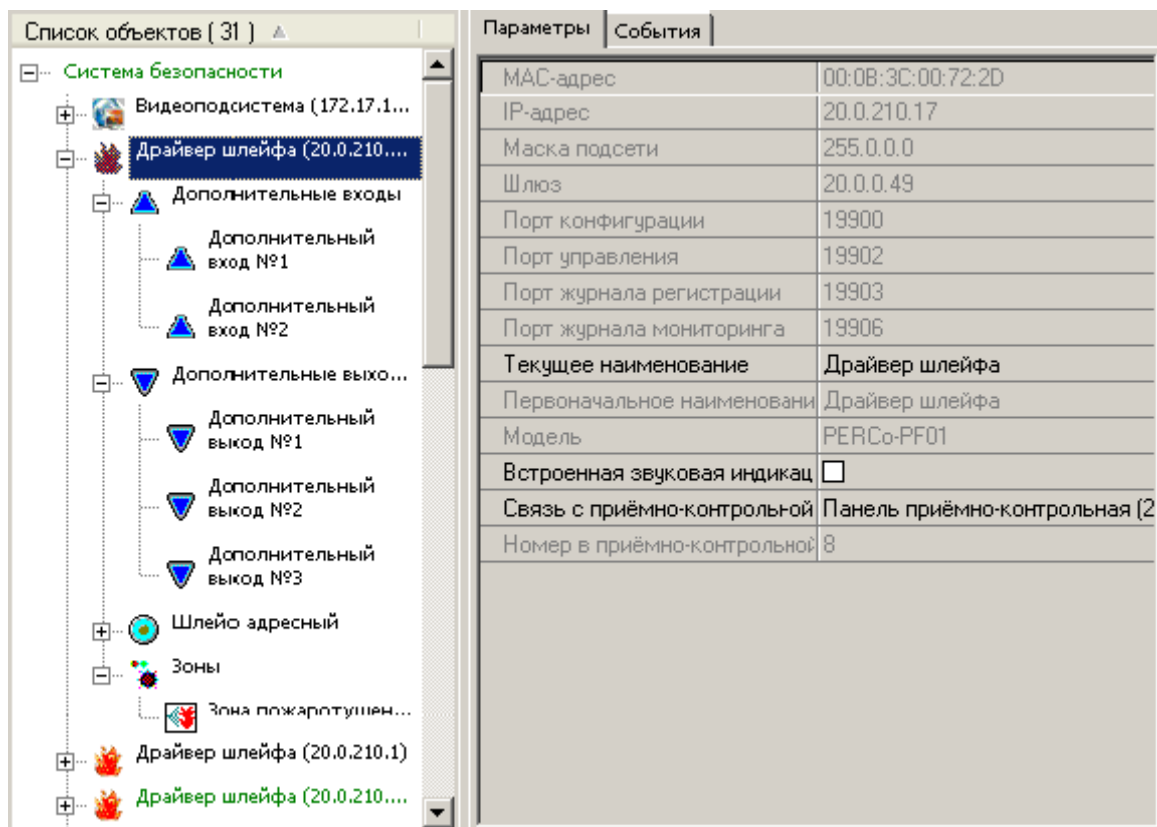 Список объектов ( 31 )
Система безопасности
Видеоподсистема (172.17.1...
Драйвер шлейфа (20.0.210....
Дополнительные входы
Дополнительный
вход №1
Дополнительный
вход №2
Дополнительные выхо...
Дополнительный
выход №1
Дополнительный
выход №2
Дополнительный
выход №3
Шлейф адресный
Зоны
Зона пожаротушен...
Драйвер шлейфа (20.0.210.1)
Драйвер шлейфа (20.0.210....
Параметры События
MAC-адрес 00:0B:3C:00:72:2D
IP-адрес 20.0.210.17
Маска подсети 255.0.0.0
Шлюз 20.0.0.49
Порт конфигурации 19900
Порт управления 19902
Порт журнала регистрации 19903
Порт журнала мониторинга 19906
Текущее наименование Драйвер шлейфа
Первоначальное наименовани Драйвер шлейфа
Модель PERCo-PF01
Встроенная звуковая индикац
Связь с приёмно-контрольной Панель приёмно-контрольная (2
Номер в приёмно-контрольной 8